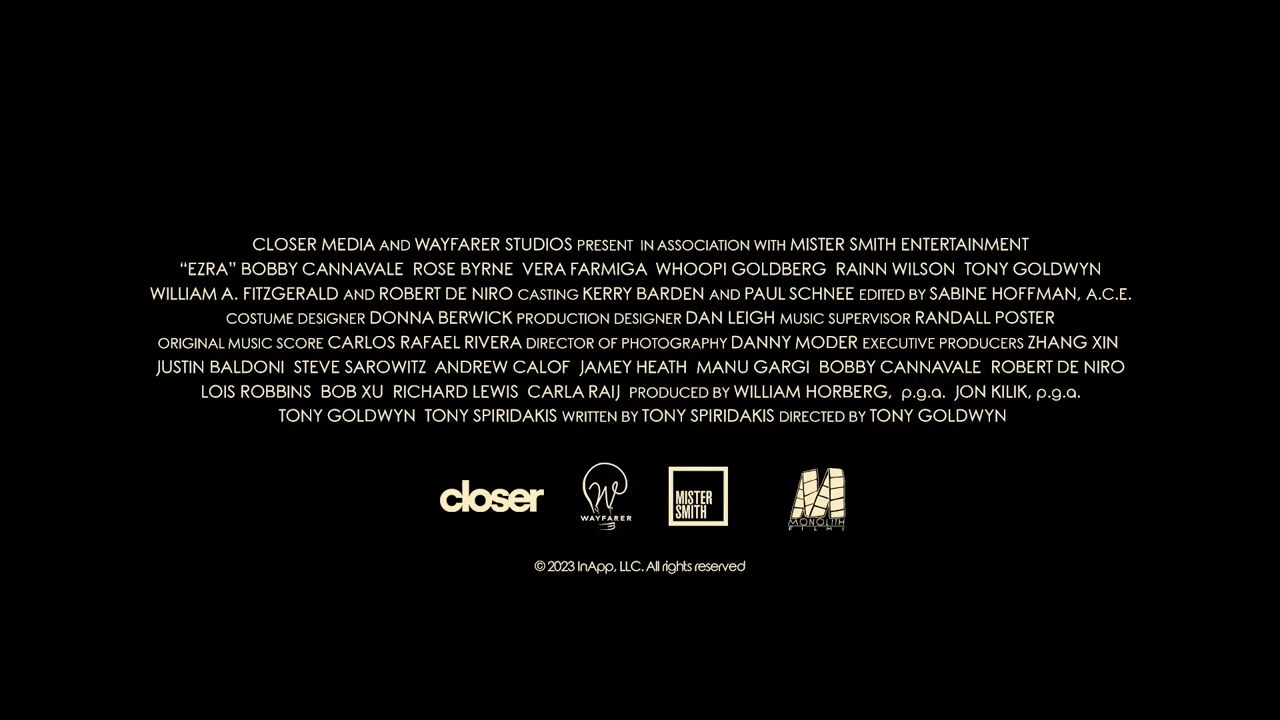 CLOSER MEDIA AND WAYFARER STUDIOS PRESENT IN ASSOCIATION WITH MISTER SMITH ENTERTAINMENT
“EZRA” BOBBY CANNAVALE ROSE BYRNE VERA FARMIGA WHOOPI GOLDBERG RAINN WILSON TONY GOLDWYN
WILLIAM A. FITZGERALD AND ROBERT DE NIRO CASTING KERRY BARDEN AND PAUL SCHNEE EDITED BY SABINE HOFFMAN, A.C.E.
COSTUME DESIGNER DONNA BERWICK PRODUCTION DESIGNER DAN LEIGH MUSIC SUPERVISOR RANDALL POSTER
ORIGINAL MUSIC SCORE CARLOS RAFAEL RIVERA DIRECTOR OF PHOTOGRAPHY DANNY MODER EXECUTIVE PRODUCERS ZHANG XIN
JUSTIN BALDONI STEVE SAROWITZ ANDREW CALOF JAMEY HEATH MANU GARGI BOBBY CANNAVALE ROBERT DE NIRO
LOIS ROBBINS BOB XU RICHARD LEWIS CARLA RAIJ PRODUCED BY WILLIAM HORBERG, p.g.a. JON KILIK, p.g.a.
TONY GOLDWYN TONY SPIRIDAKIS WRITTEN BY TONY SPIRIDAKIS DIRECTED BY TONY GOLDWYN
closer
W
WAYFARER
MISTER
SMITH
M
MONOLITH
FILMS
© 2023 InApp, LLC. All rights reserved